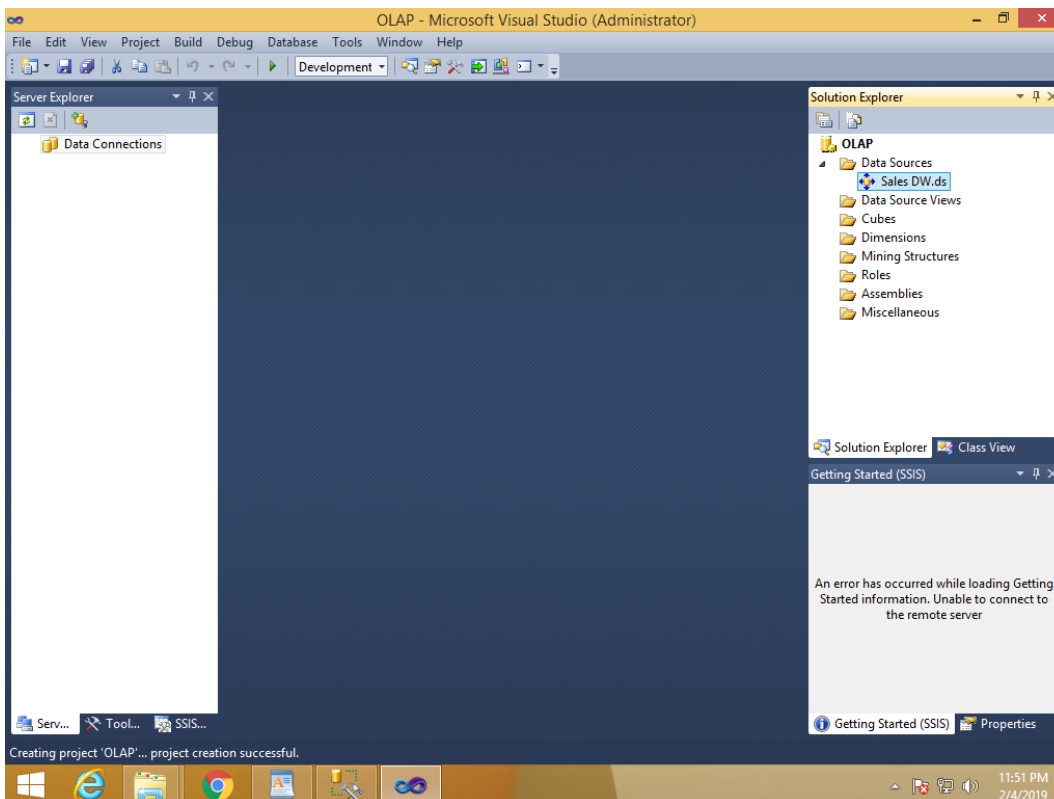 OLAP - Microsoft Visual Studio (Administrator)
File Edit View Project Build Debug Database Tools Window Help
Development
Server Explorer
Data Connections
Solution Explorer
OLAP
Data Sources
Sales DW.ds
Data Source Views
Cubes
Dimensions
Mining Structures
Roles
Assemblies
Miscellaneous
Solution Explorer Class View
Getting Started (SSIS)
An error has occurred while loading Getting
Started information. Unable to connect to
the remote server
Serv... Tool... SSIS...
Getting Started (SSIS) Properties
Creating project 'OLAP'... project creation successful.
11:51 PM
2/4/2019